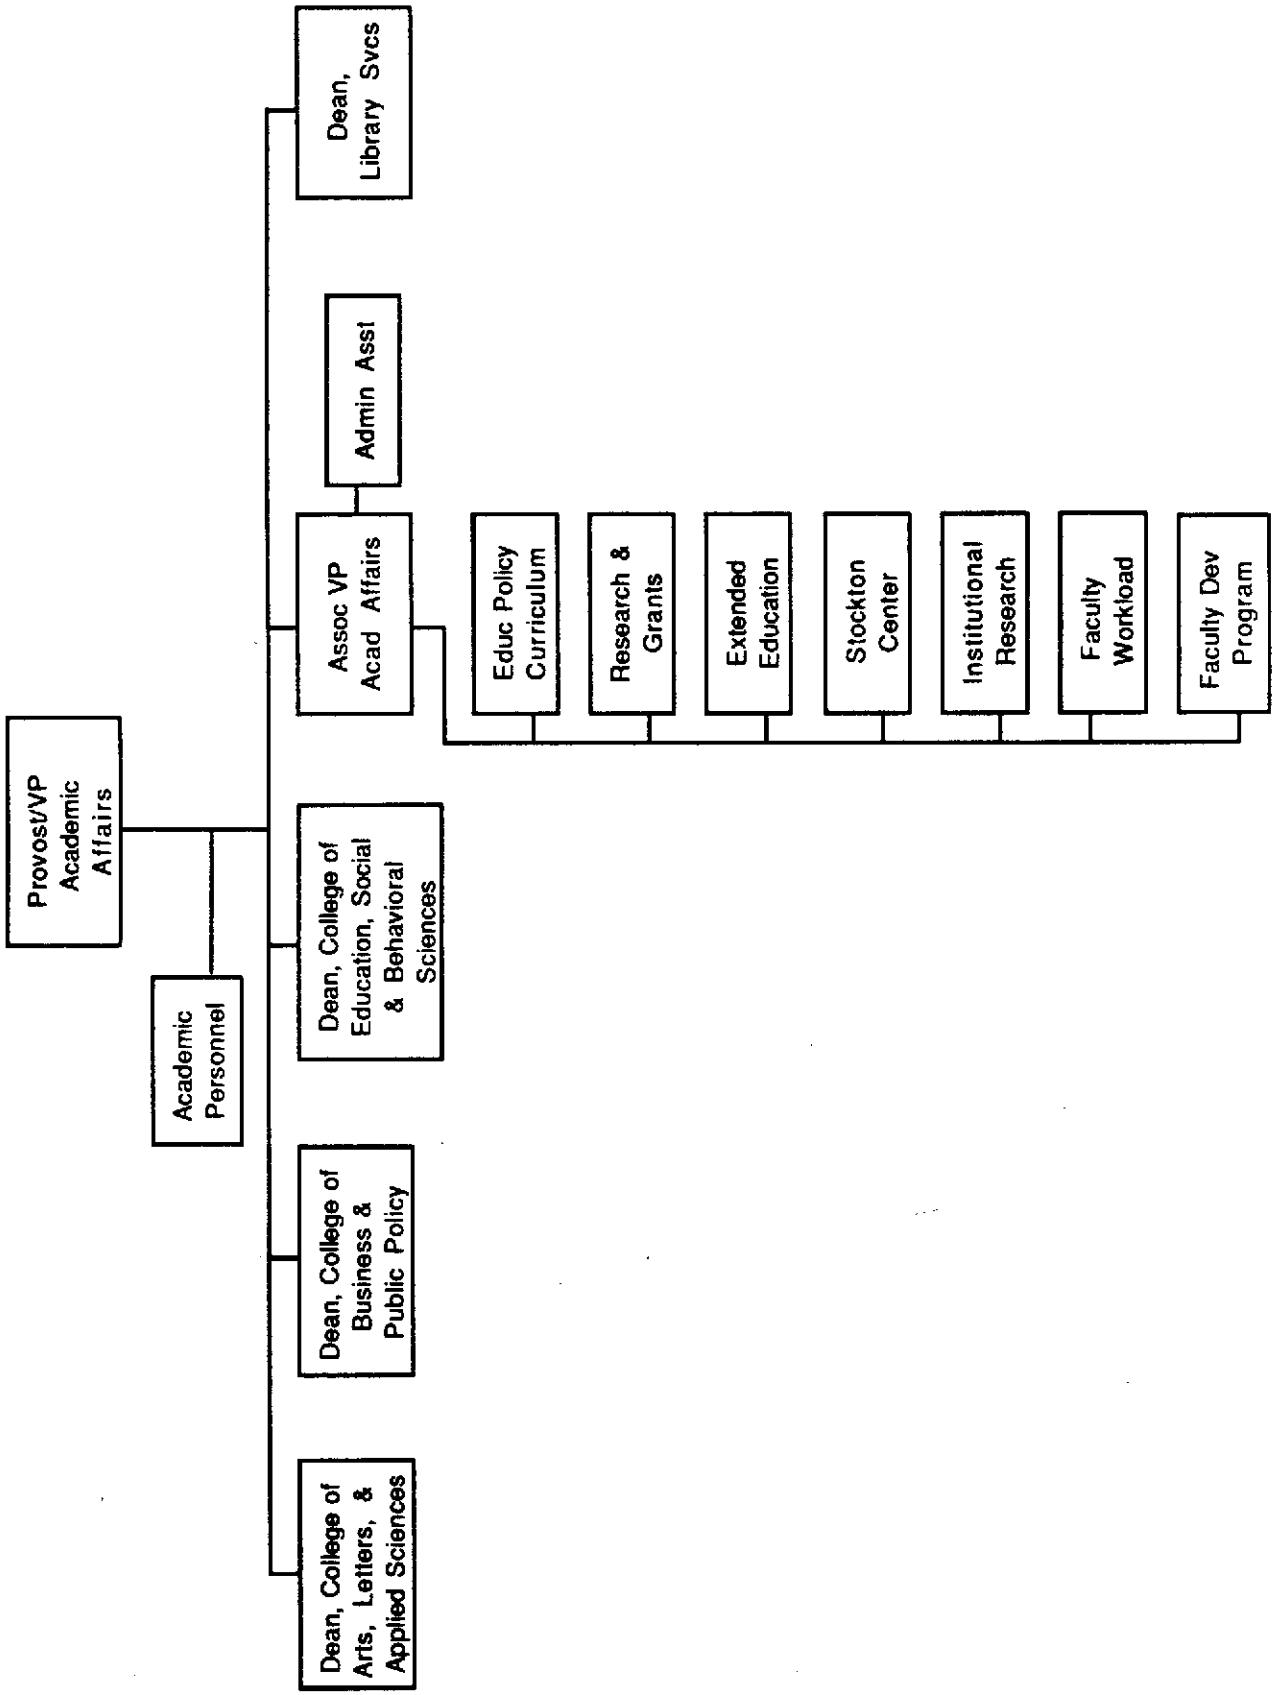 Provost/VP
Academic
Affairs
Academic
Personnel
Dean, College of
Arts, Letters, &
Applied Sciences
Dean, College of
Business &
Public Policy
Dean, College of
Education, Social
& Behavioral
Sciences
Assoc VP
Acad Affairs
Admin Asst
Dean,
Library Svcs
Educ Policy
Curriculum
Research &
Grants
Extended
Education
Stockton
Center
Institutional
Research
Faculty
Workload
Faculty Dev
Program